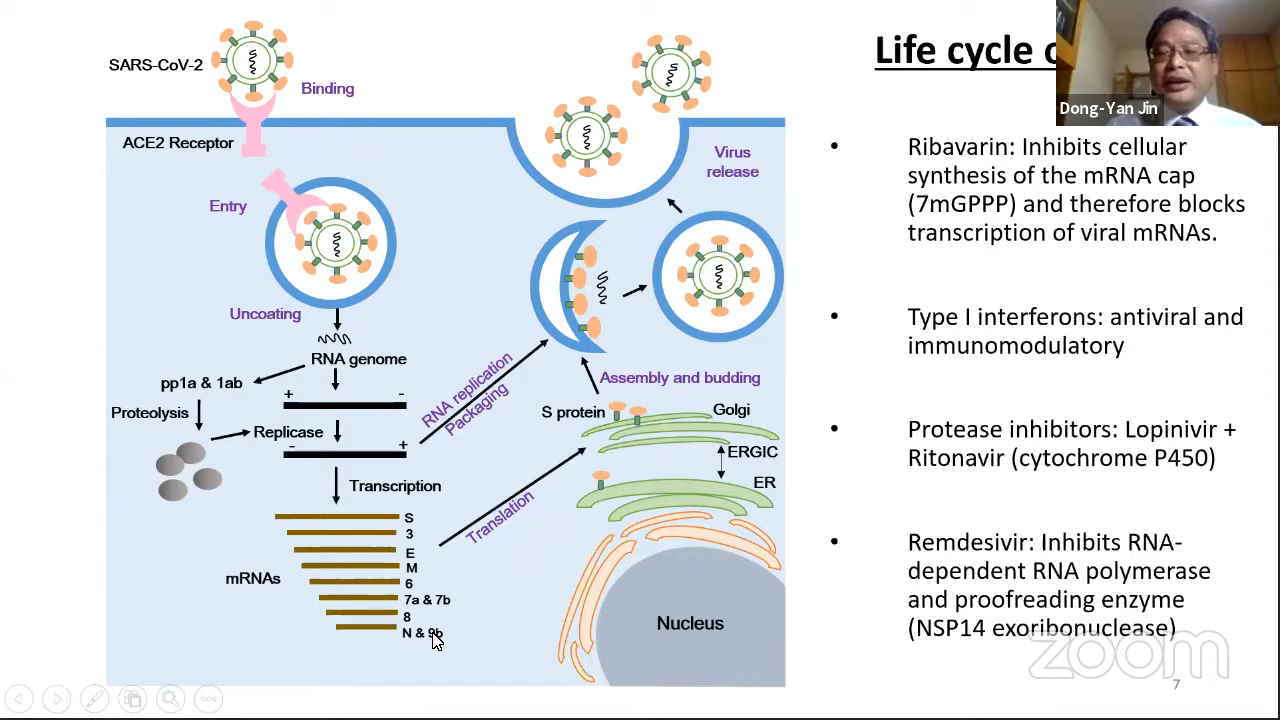 Life cycle o
Dong-Yan Jin
SARS-CoV-2
Binding
ACE2 Receptor
Entry
Virus
release
Uncoating
RNA genome
pp1a & 1ab
+
-
Proteolysis
Replicase
-
+
Transcription
RNA replication
Packaging
Assembly and budding
S protein
Golgi
ERGIC
ER
Translation
mRNAs
S
3
E
M
6
7a & 7b
8
N & 9b
Nucleus
• Ribavarin: Inhibits cellular
synthesis of the mRNA cap
(7mGPPP) and therefore blocks
transcription of viral mRNAs.
• Type I interferons: antiviral and
immunomodulatory
• Protease inhibitors: Lopinivir +
Ritonavir (cytochrome P450)
• Remdesivir: Inhibits RNA-
dependent RNA polymerase
and proofreading enzyme
(NSP14 exoribonuclease)
zoom
7